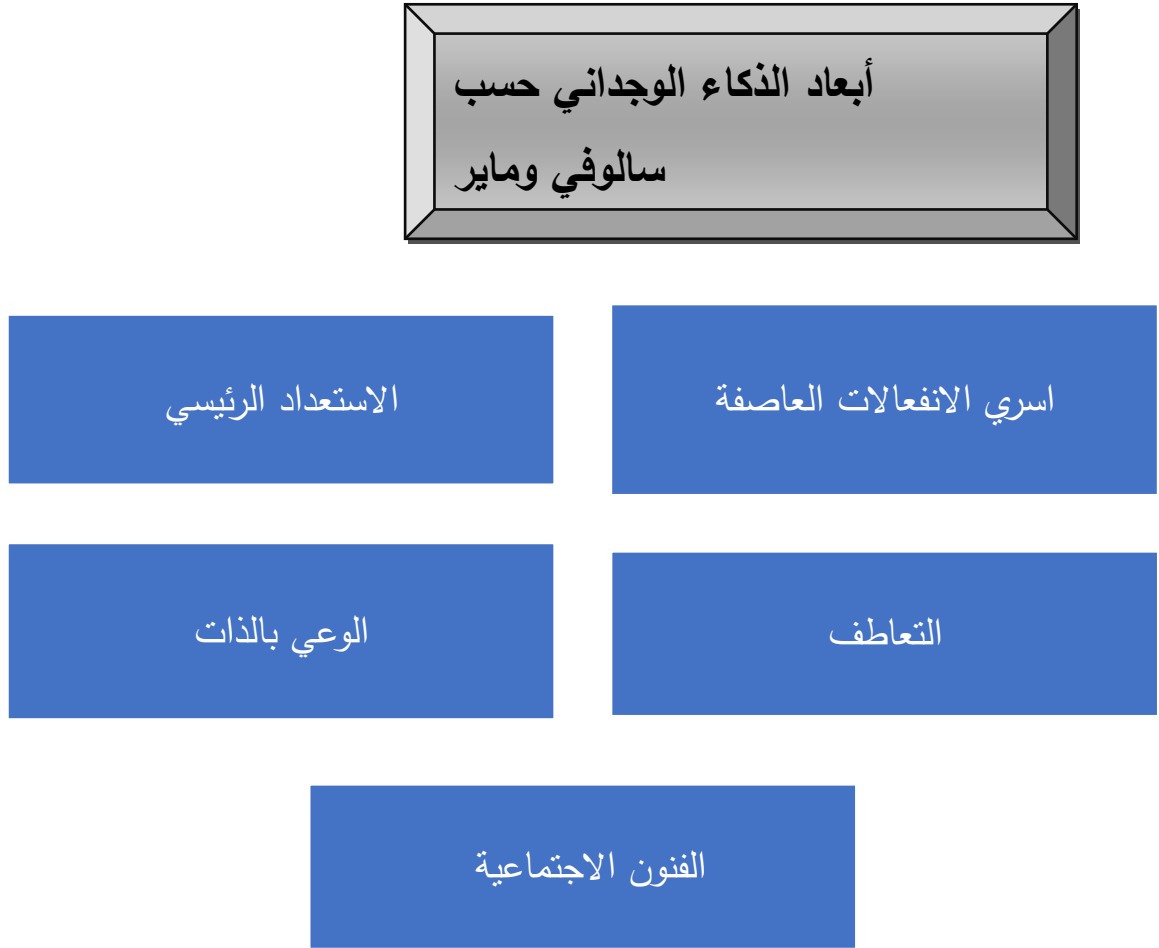 أبعاد الذكاء الوجداني حسب
سالوفي وماير
اسري الانفعالات العاصفة
الاستعداد الرئيسي
التعاطف
الوعي بالذات
الفنون الاجتماعية